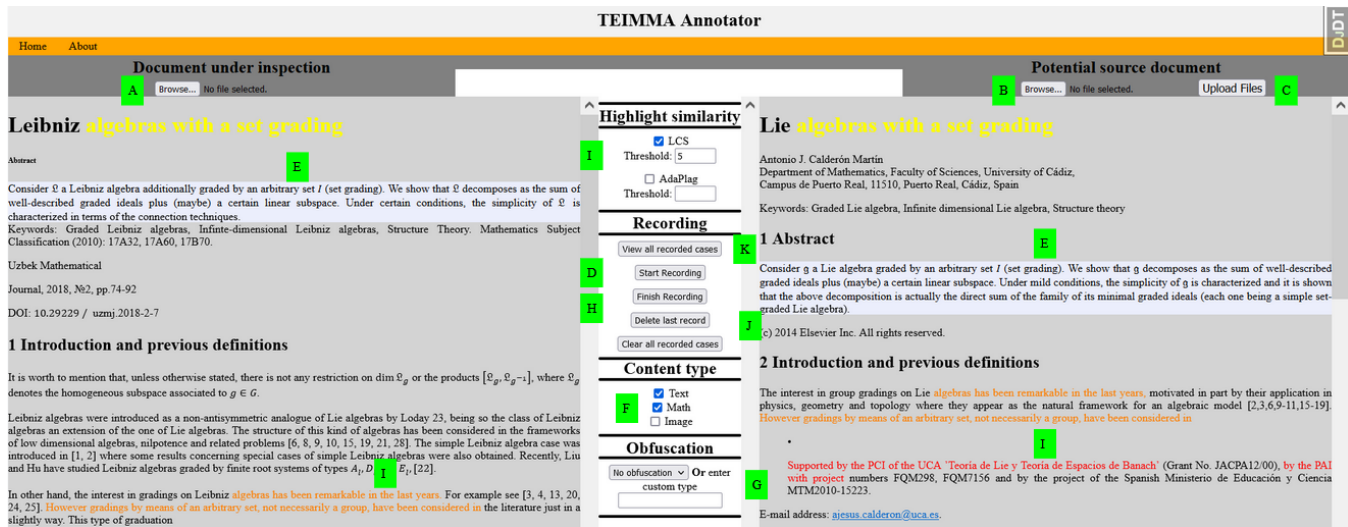 TEIMMA Annotator
DJDT
Home About
Document under inspection
A Browse... No file selected.
Potential source document
B Browse... No file selected. Upload Files C
Leibniz algebras with a set grading
Abstract
E
Consider 𝔏 a Leibniz algebra additionally graded by an arbitrary set I (set grading). We show that 𝔏 decomposes as the sum of
well-described graded ideals plus (maybe) a certain linear subspace. Under certain conditions, the simplicity of 𝔏 is
characterized in terms of the connection techniques.
Keywords: Graded Leibniz algebras, Infinite-dimensional Leibniz algebras, Structure Theory. Mathematics Subject
Classification (2010): 17A32, 17A60, 17B70.
Uzbek Mathematical
Journal, 2018, №2, pp.74-92
DOI: 10.29229 / uzmj.2018-2-7
1 Introduction and previous definitions
It is worth to mention that, unless otherwise stated, there is not any restriction on dim 𝔏g or the products [𝔏g, 𝔏g⁻¹], where 𝔏g
denotes the homogeneous subspace associated to g ∈ G.
Leibniz algebras were introduced as a non-antisymmetric analogue of Lie algebras by Loday 23, being so the class of Leibniz
algebras an extension of the one of Lie algebras. The structure of this kind of algebras has been considered in the frameworks
of low dimensional algebras, nilpotence and related problems [6, 8, 9, 10, 15, 19, 21, 28]. The simple Leibniz algebra case was
introduced in [1, 2] where some results concerning special cases of simple Leibniz algebras were also obtained. Recently, Liu
and Hu have studied Leibniz algebras graded by finite root systems of types Al, D I El, [22].
In other hand, the interest in gradings on Leibniz algebras has been remarkable in the last years. For example see [3, 4, 13, 20,
24, 25]. However gradings by means of an arbitrary set, not necessarily a group, have been considered in the literature just in a
slightly way. This type of graduation
Highlight similarity
LCS
I Threshold: 5
AdaPlag
Threshold:
Recording
View all recorded cases K
D Start Recording
H Finish Recording
Delete last record J
Clear all recorded cases
Content type
Text
F Math
Image
Obfuscation
No obfuscation Or enter
custom type G
Lie algebras with a set grading
Antonio J. Calderón Martín
Department of Mathematics, Faculty of Sciences, University of Cádiz,
Campus de Puerto Real, 11510, Puerto Real, Cádiz, Spain
Keywords: Graded Lie algebra, Infinite dimensional Lie algebra, Structure theory
1 Abstract
E
Consider 𝔤 a Lie algebra graded by an arbitrary set I (set grading). We show that 𝔤 decomposes as the sum of well-described
graded ideals plus (maybe) a certain linear subspace. Under mild conditions, the simplicity of 𝔤 is characterized and it is shown
that the above decomposition is actually the direct sum of the family of its minimal graded ideals (each one being a simple set-
graded Lie algebra).
(c) 2014 Elsevier Inc. All rights reserved.
2 Introduction and previous definitions
The interest in group gradings on Lie algebras has been remarkable in the last years, motivated in part by their application in
physics, geometry and topology where they appear as the natural framework for an algebraic model [2,3,6,9-11,15-19].
However gradings by means of an arbitrary set, not necessarily a group, have been considered in
•
I
Supported by the PCI of the UCA 'Teoría de Lie y Teoría de Espacios de Banach' (Grant No. JACPA12/00), by the PAI
with project numbers FQM298, FQM7156 and by the project of the Spanish Ministerio de Educación y Ciencia
MTM2010-15223.
E-mail address: ajesus.calderon@uca.es.